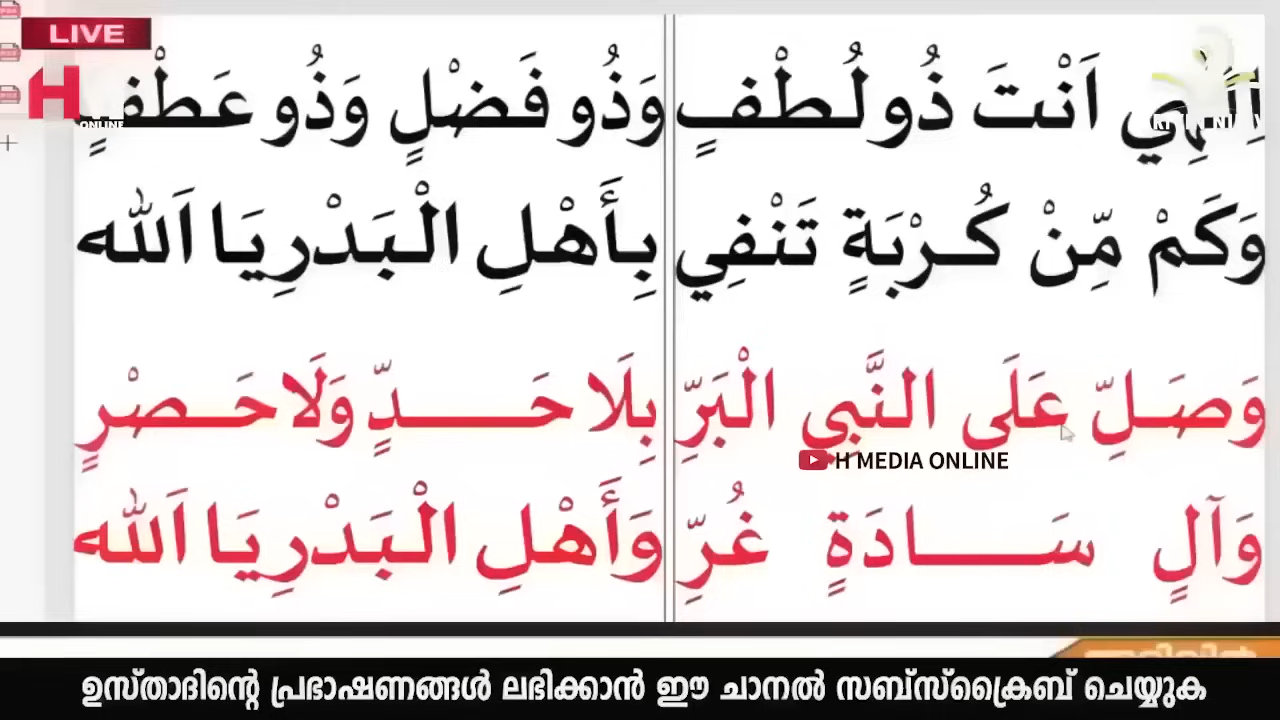 LIVE
H
ONLINE
اِلٰهِي اَنْتَ ذُولُطْفٍ وَذُو فَضْلٍ وَذُو عَطْفٍ
وَكَمْ مِّنْ كُرْبَةٍ تَنْفِي بِأَهْلِ الْبَدْرِيَا اَللّٰه
وَصَلِّ عَلَى النَّبِي الْبَرِّ بِلَا حَدٍّ وَلَا حَصْرٍ
H MEDIA ONLINE
وَآلٍ سَادَةٍ غُرِّ وَأَهْلِ الْبَدْرِيَا اَللّٰه
ഉസ്താദിന്റെ പ്രഭാഷണങ്ങൾ ലഭിക്കാൻ ഈ ചാനൽ സബ്സ്ക്രൈബ് ചെയ്യുക